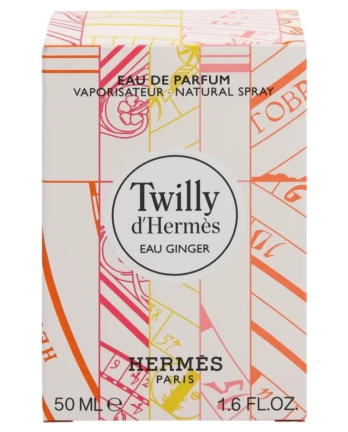 EAU DE PARFUM
VAPORISATEUR · NATURAL SPRAY
Twilly
d'Hermès
EAU GINGER
HERMÈS
PARIS
50 ML ℮ 1.6 FL.OZ.